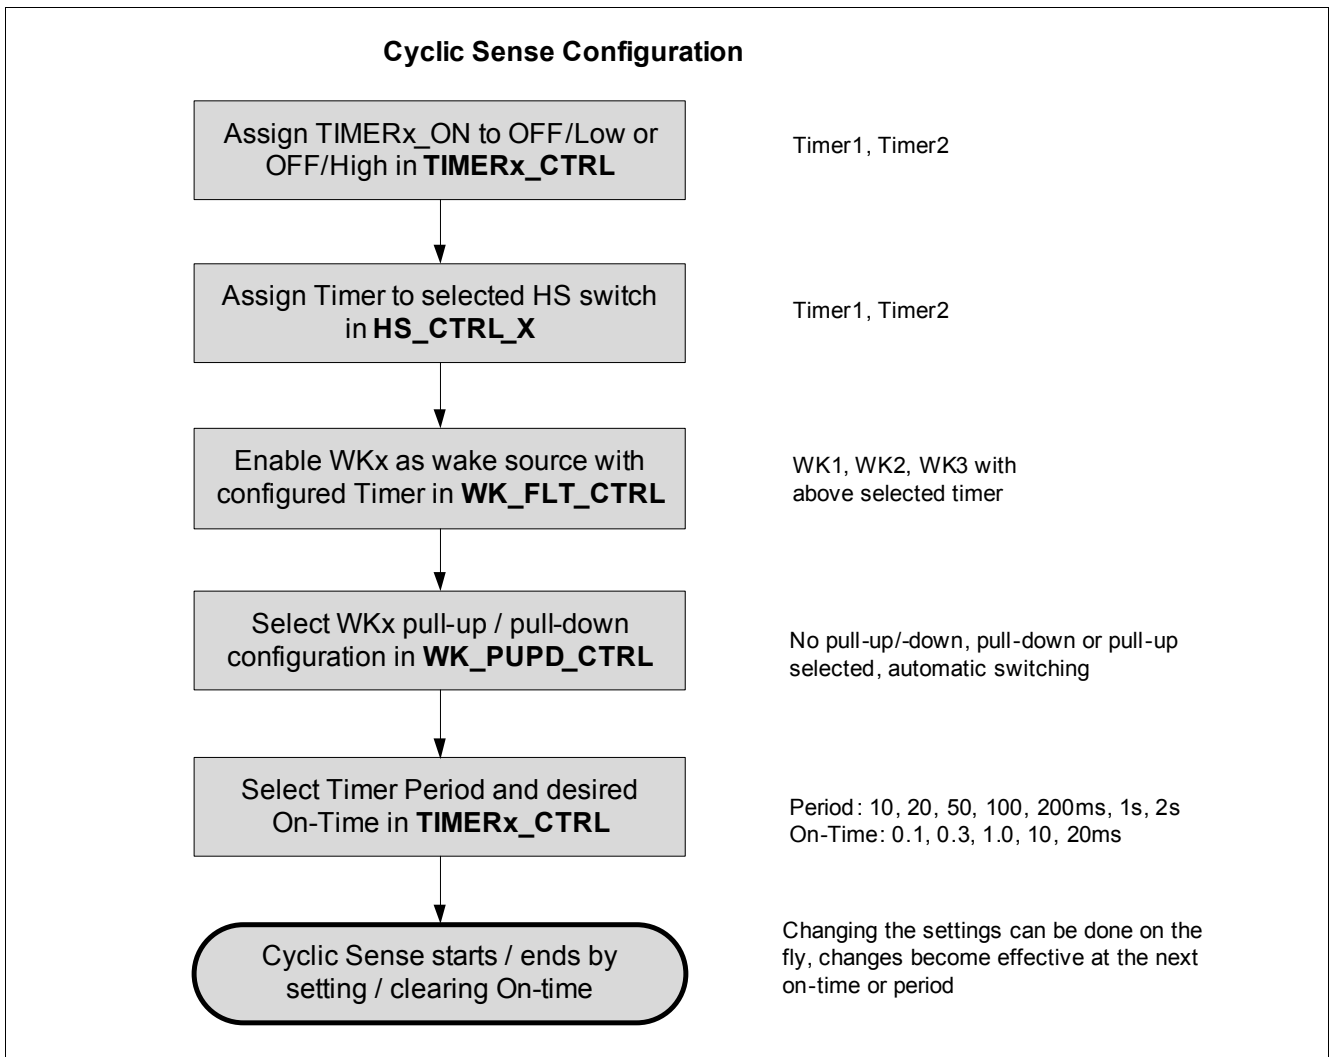 Cyclic Sense Configuration
Assign TIMERx_ON to OFF/Low or
OFF/High in TIMERx_CTRL
Timer1, Timer2
Assign Timer to selected HS switch
in HS_CTRL_X
Timer1, Timer2
Enable WKx as wake source with
configured Timer in WK_FLT_CTRL
WK1, WK2, WK3 with
above selected timer
Select WKx pull-up / pull-down
configuration in WK_PUPD_CTRL
No pull-up/-down, pull-down or pull-up
selected, automatic switching
Select Timer Period and desired
On-Time in TIMERx_CTRL
Period: 10, 20, 50, 100, 200ms, 1s, 2s
On-Time: 0.1, 0.3, 1.0, 10, 20ms
Cyclic Sense starts / ends by
setting / clearing On-time
Changing the settings can be done on the
fly, changes become effective at the next
on-time or period